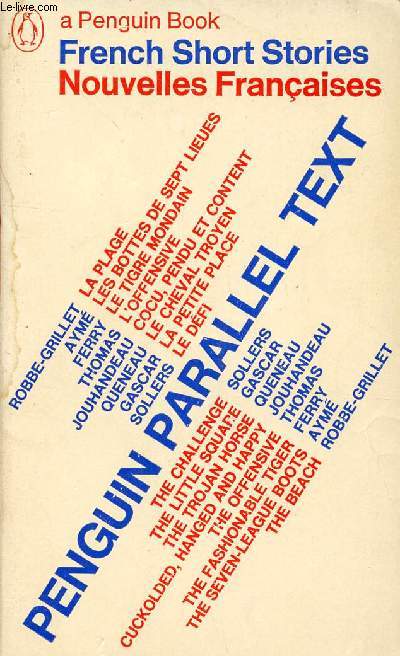 Le-livre.com
a Penguin Book
French Short Stories
Nouvelles Françaises
ROBBE-GRILLET LA PLAGE
AYMÉ LES BOTTES DE SEPT LIEUES
FERRY LE TIGRE MONDAIN
THOMAS L'OFFENSIVE
JOUHANDEAU COCU, PENDU ET CONTENT
QUENEAU LE CHEVAL TROYEN
GASCAR LA PETITE PLACE
SOLLERS LE DÉFI
PENGUIN PARALLEL TEXT
THE CHALLENGE SOLLERS
THE LITTLE SQUARE GASCAR
THE TROJAN HORSE QUENEAU
CUCKOLDED, HANGED AND HAPPY JOUHANDEAU
THE OFFENSIVE THOMAS
THE FASHIONABLE TIGER FERRY
THE SEVEN-LEAGUE BOOTS AYMÉ
THE BEACH ROBBE-GRILLET